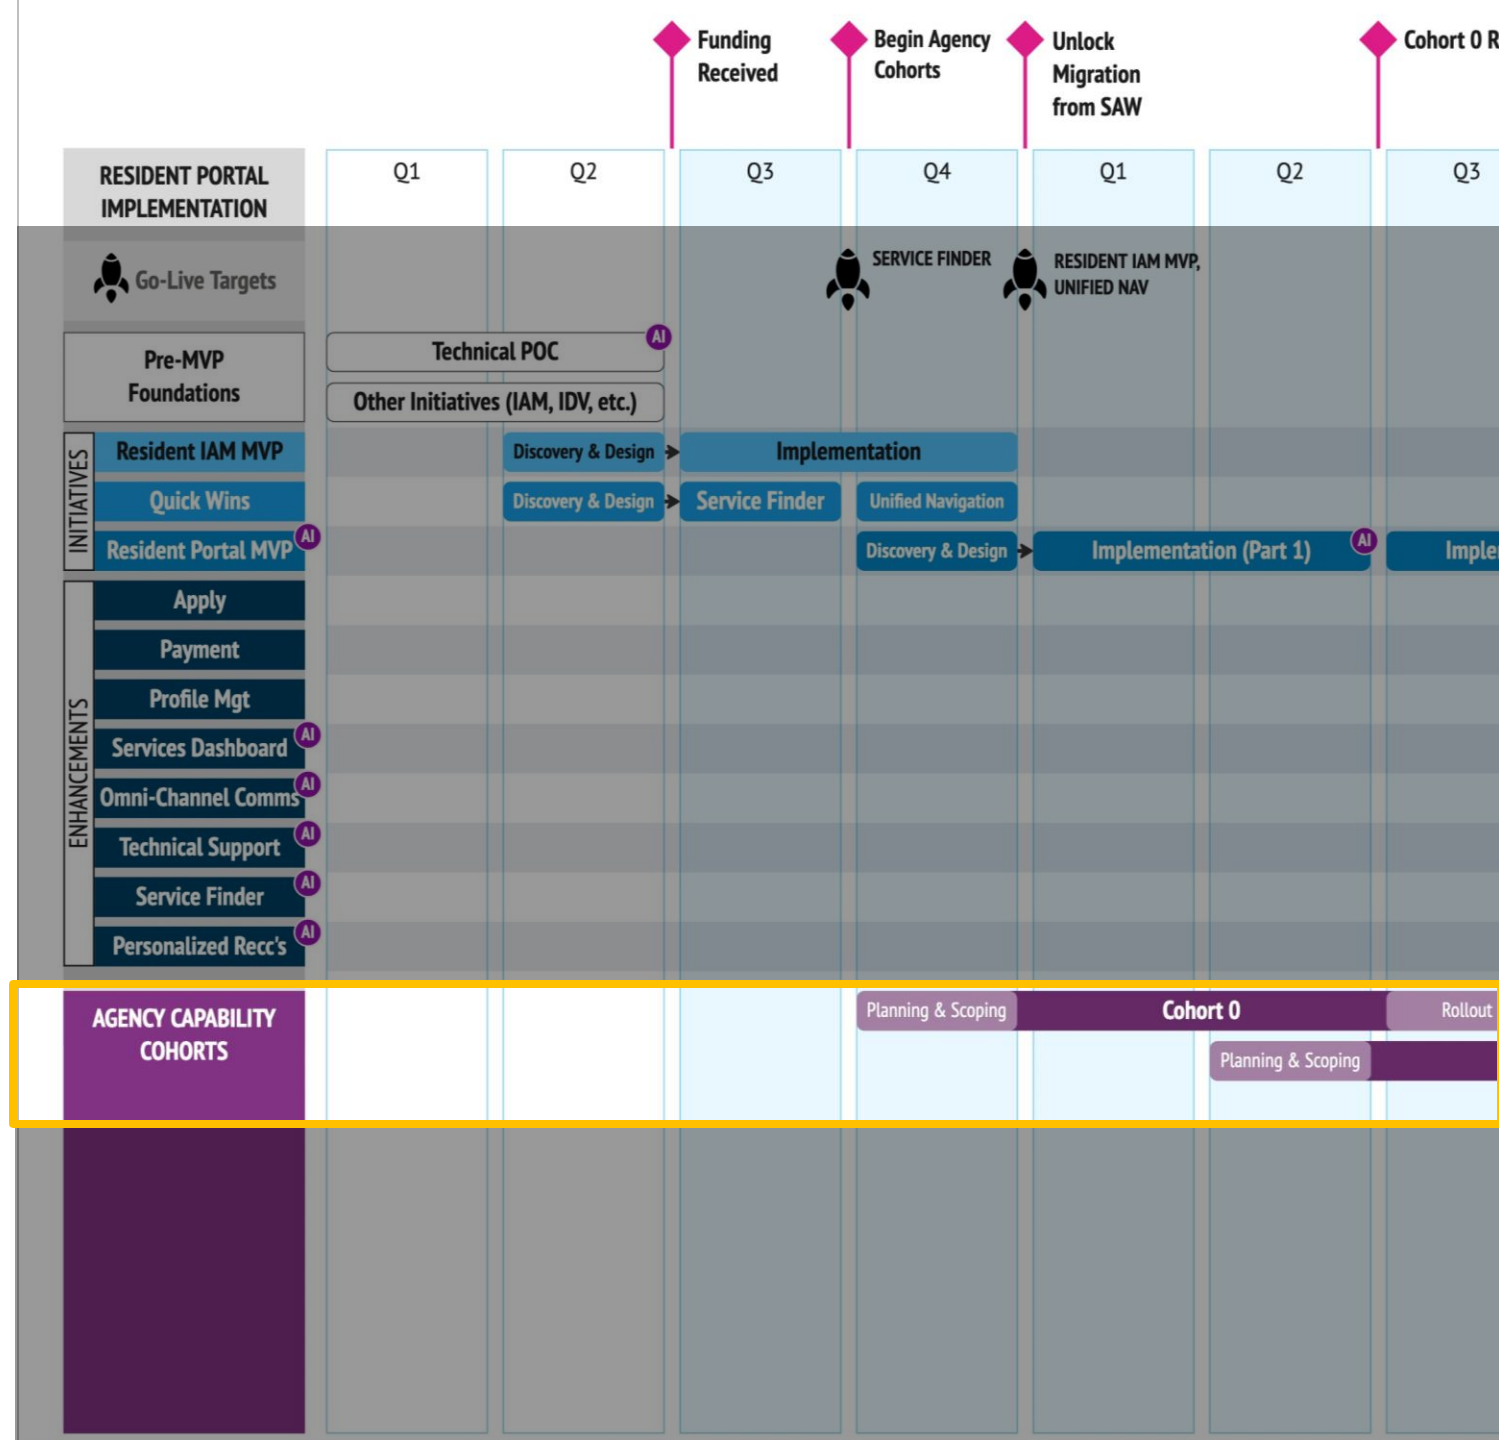 Funding
Received
Begin Agency
Cohorts
Unlock
Migration
from SAW
Cohort 0 R
RESIDENT PORTAL
IMPLEMENTATION
Q1
Q2
Q3
Q4
Q1
Q2
Q3
Go-Live Targets
SERVICE FINDER
RESIDENT IAM MVP,
UNIFIED NAV
Pre-MVP
Foundations
Technical POC
AI
Other Initiatives (IAM, IDV, etc.)
INITIATIVES
Resident IAM MVP
Discovery & Design
Implementation
Quick Wins
Discovery & Design
Service Finder
Unified Navigation
Resident Portal MVP
AI
Discovery & Design
Implementation (Part 1)
AI
Imple
ENHANCEMENTS
Apply
Payment
Profile Mgt
Services Dashboard
AI
Omni-Channel Comms
AI
Technical Support
AI
Service Finder
AI
Personalized Recc's
AI
AGENCY CAPABILITY
COHORTS
Planning & Scoping
Cohort 0
Rollout
Planning & Scoping